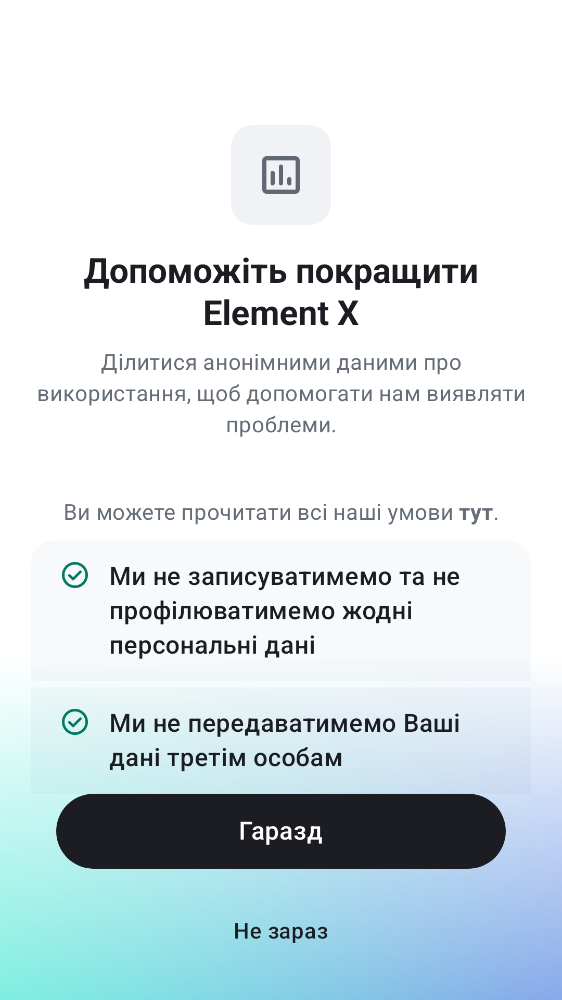 Допоможіть покращити
Element X
Ділитися анонімними даними про
використання, щоб допомогати нам виявляти
проблеми.
Ви можете прочитати всі наші умови тут.
Ми не записуватимемо та не
профілюватимемо жодні
персональні дані
Ми не передаватимемо Ваші
дані третім особам
Гаразд
Не зараз